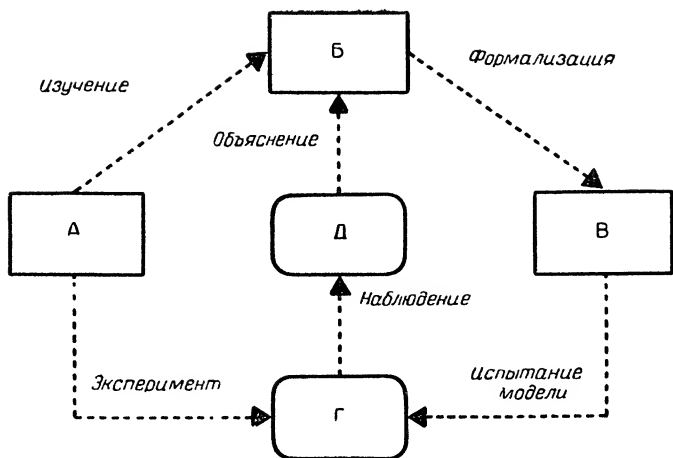 Б
Изучение
Формализация
Объяснение
А
Д
В
Наблюдение
Эксперимент
Испытание
модели
Г